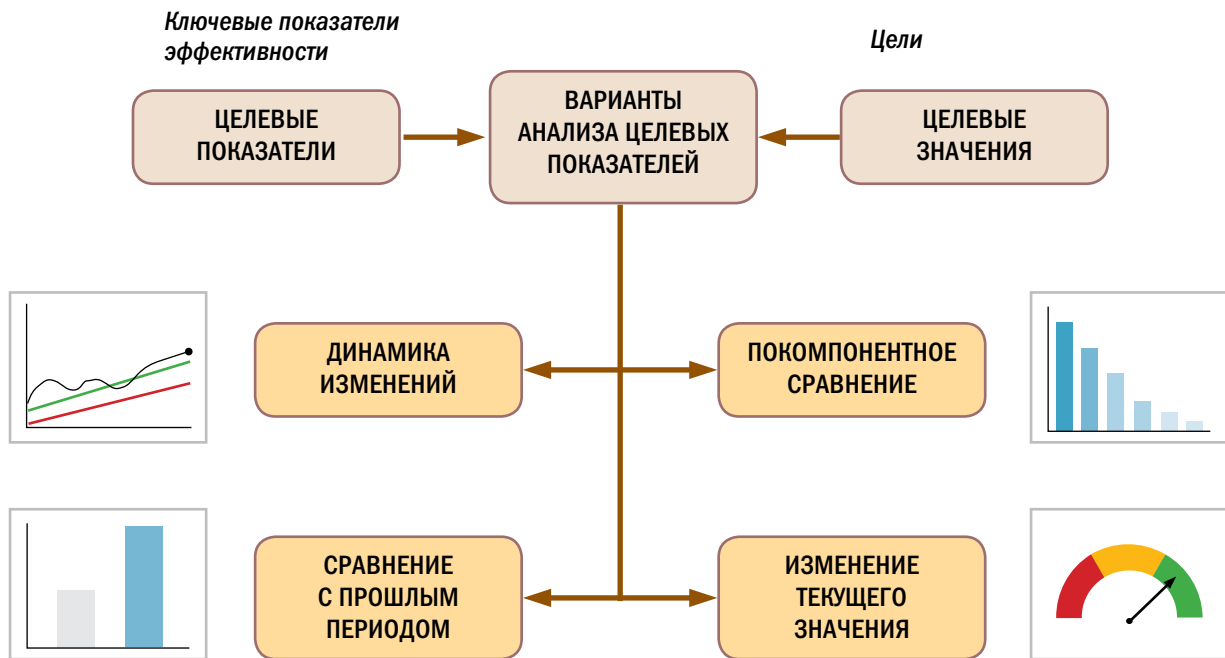 Ключевые показатели
эффективности
Цели
ЦЕЛЕВЫЕ
ПОКАЗАТЕЛИ
ВАРИАНТЫ
АНАЛИЗА ЦЕЛЕВЫХ
ПОКАЗАТЕЛЕЙ
ЦЕЛЕВЫЕ
ЗНАЧЕНИЯ
ДИНАМИКА
ИЗМЕНЕНИЙ
ПОКОМПОНЕНТНОЕ
СРАВНЕНИЕ
СРАВНЕНИЕ
С ПРОШЛЫМ
ПЕРИОДОМ
ИЗМЕНЕНИЕ
ТЕКУЩЕГО
ЗНАЧЕНИЯ